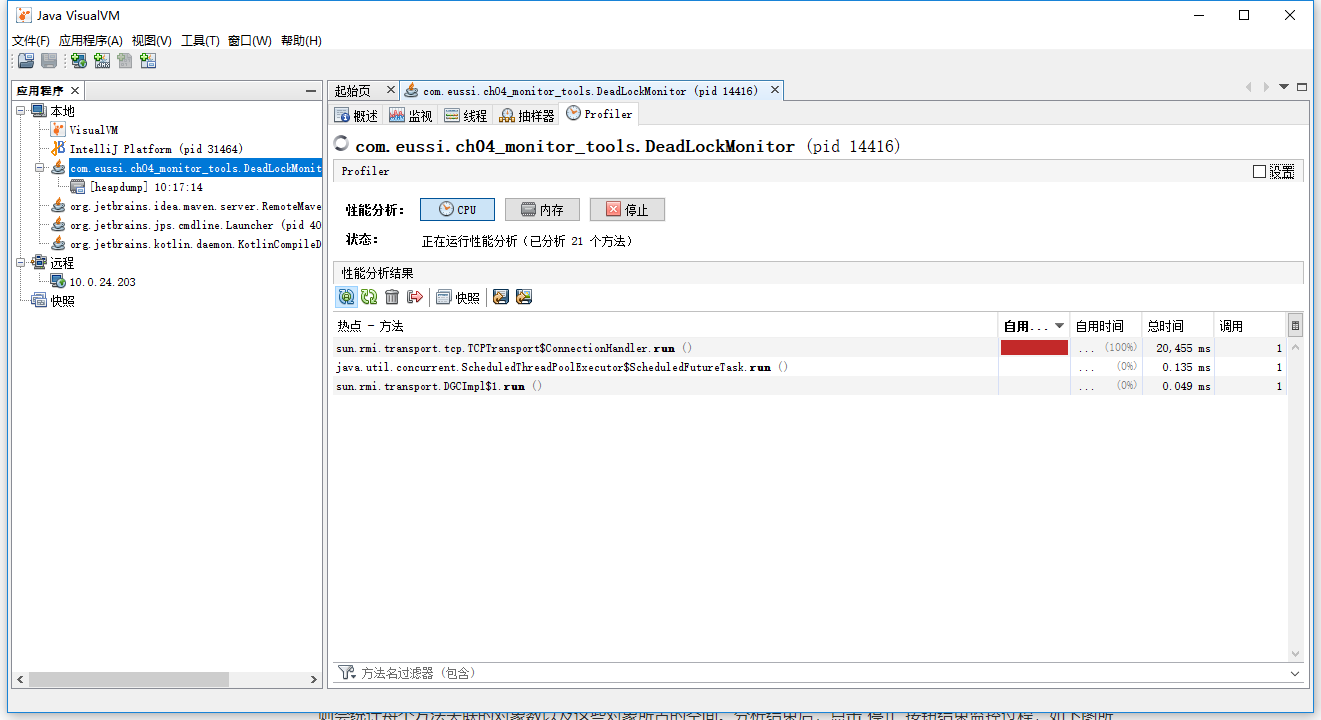 Java VisualVM
文件(F) 应用程序(A) 视图(V) 工具(T) 窗口(W) 帮助(H)
应用程序
本地
VisualVM
IntelliJ Platform (pid 31464)
com.eussi.ch04_monitor_tools.DeadLockMonit
[heapdump] 10:17:14
org.jetbrains.idea.maven.server.RemoteMave
org.jetbrains.jps.cmdline.Launcher (pid 40
org.jetbrains.kotlin.daemon.KotlinCompileD
远程
10.0.24.203
快照
起始页 com.eussi.ch04_monitor_tools.DeadLockMonitor (pid 14416)
概述 监视 线程 抽样器 Profiler
com.eussi.ch04_monitor_tools.DeadLockMonitor (pid 14416)
Profiler 设置
性能分析: CPU 内存 停止
状态: 正在运行性能分析（已分析 21 个方法）
性能分析结果
快照
热点 - 方法 自用... 自用时间 总时间 调用
sun.rmi.transport.tcp.TCPTransport$ConnectionHandler.run () ... (100%) 20,455 ms 1
java.util.concurrent.ScheduledThreadPoolExecutor$ScheduledFutureTask.run () ... (0%) 0.135 ms 1
sun.rmi.transport.DGCImpl$1.run () ... (0%) 0.049 ms 1
方法名过滤器（包含）